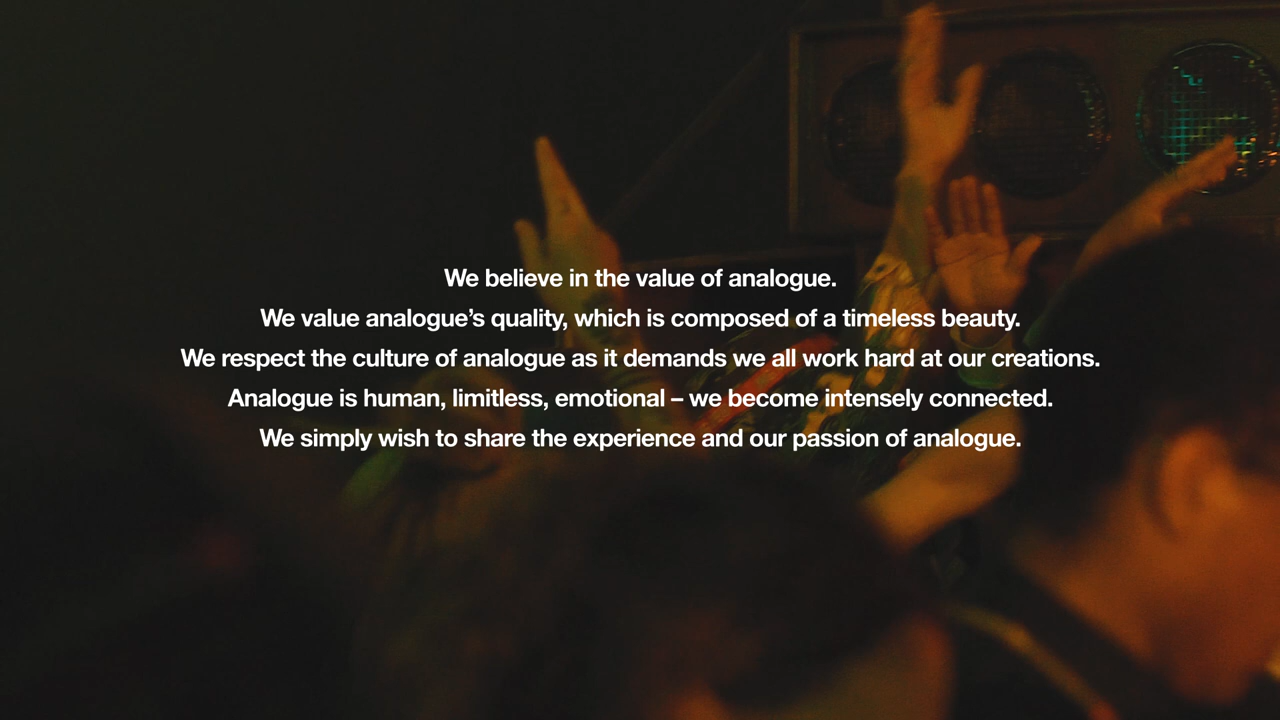 We believe in the value of analogue.
We value analogue’s quality, which is composed of a timeless beauty.
We respect the culture of analogue as it demands we all work hard at our creations.
Analogue is human, limitless, emotional – we become intensely connected.
We simply wish to share the experience and our passion of analogue.